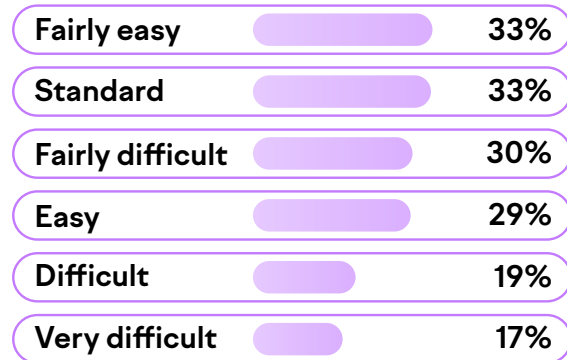 Fairly easy 33%
Standard 33%
Fairly difficult 30%
Easy 29%
Difficult 19%
Very difficult 17%